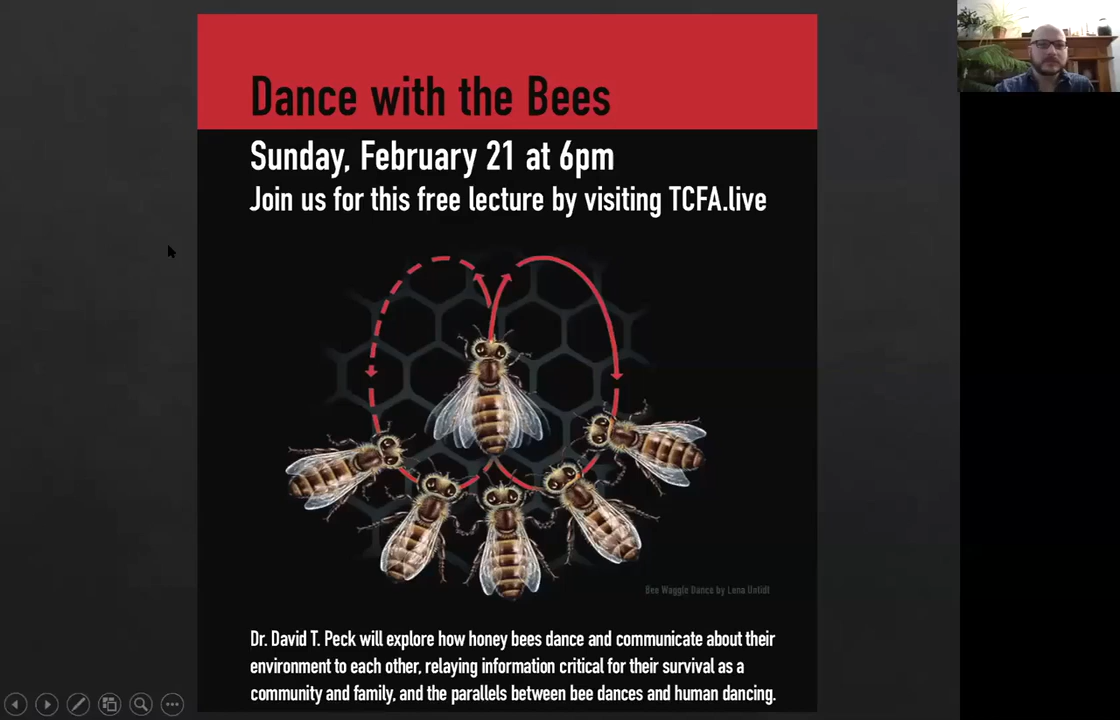 Dance with the Bees
Sunday, February 21 at 6pm
Join us for this free lecture by visiting TCFA.live
Bee Waggle Dance by Lena Untidt
Dr. David T. Peck will explore how honey bees dance and communicate about their
environment to each other, relaying information critical for their survival as a
community and family, and the parallels between bee dances and human dancing.